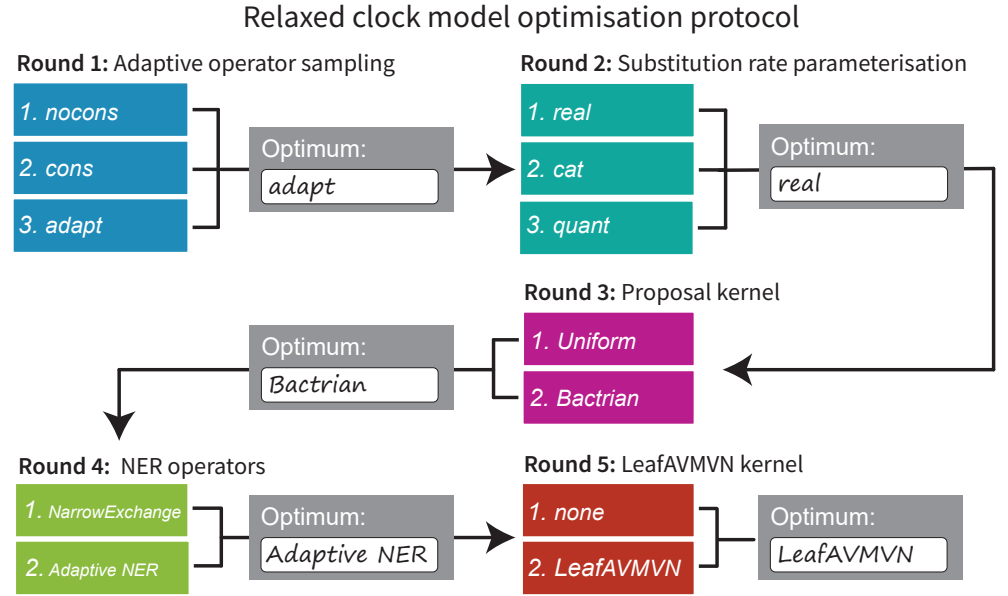 Relaxed clock model optimisation protocol
Round 1: Adaptive operator sampling
1. nocons
2. cons
3. adapt
Optimum:
adapt
Round 2: Substitution rate parameterisation
1. real
2. cat
3. quant
Optimum:
real
Round 3: Proposal kernel
1. Uniform
2. Bactrian
Optimum:
Bactrian
Round 4: NER operators
1. NarrowExchange
2. Adaptive NER
Optimum:
Adaptive NER
Round 5: LeafAVMVN kernel
1. none
2. LeafAVMVN
Optimum:
LeafAVMVN